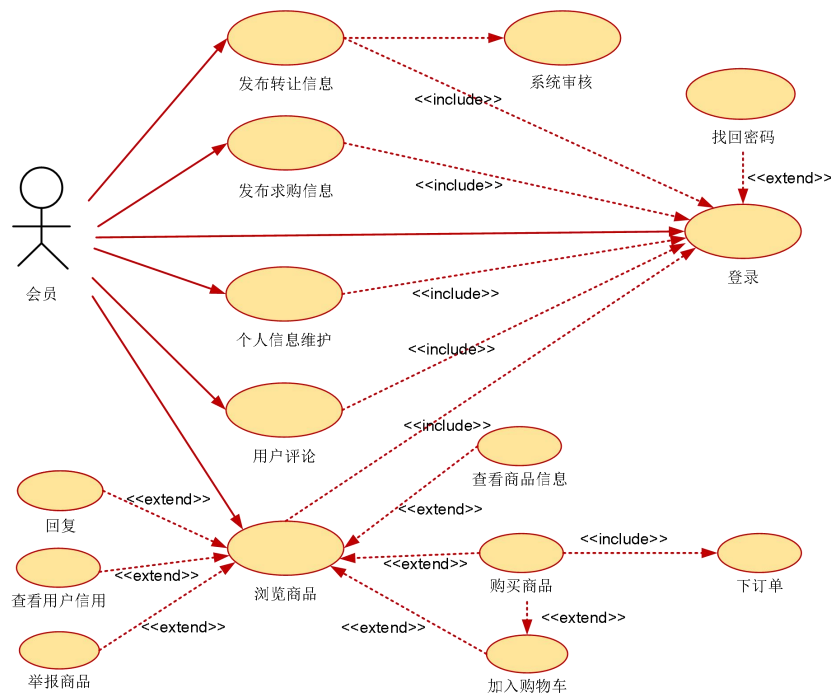 发布转让信息
系统审核
<<include>>
找回密码
<<extend>>
发布求购信息
<<include>>
登录
会员
<<include>>
个人信息维护
<<include>>
用户评论
<<include>>
查看商品信息
<<extend>>
回复
<<extend>>
查看用户信用
<<extend>>
浏览商品
<<extend>>
购买商品
<<include>>
下订单
举报商品
<<extend>>
<<extend>>
<<extend>>
加入购物车